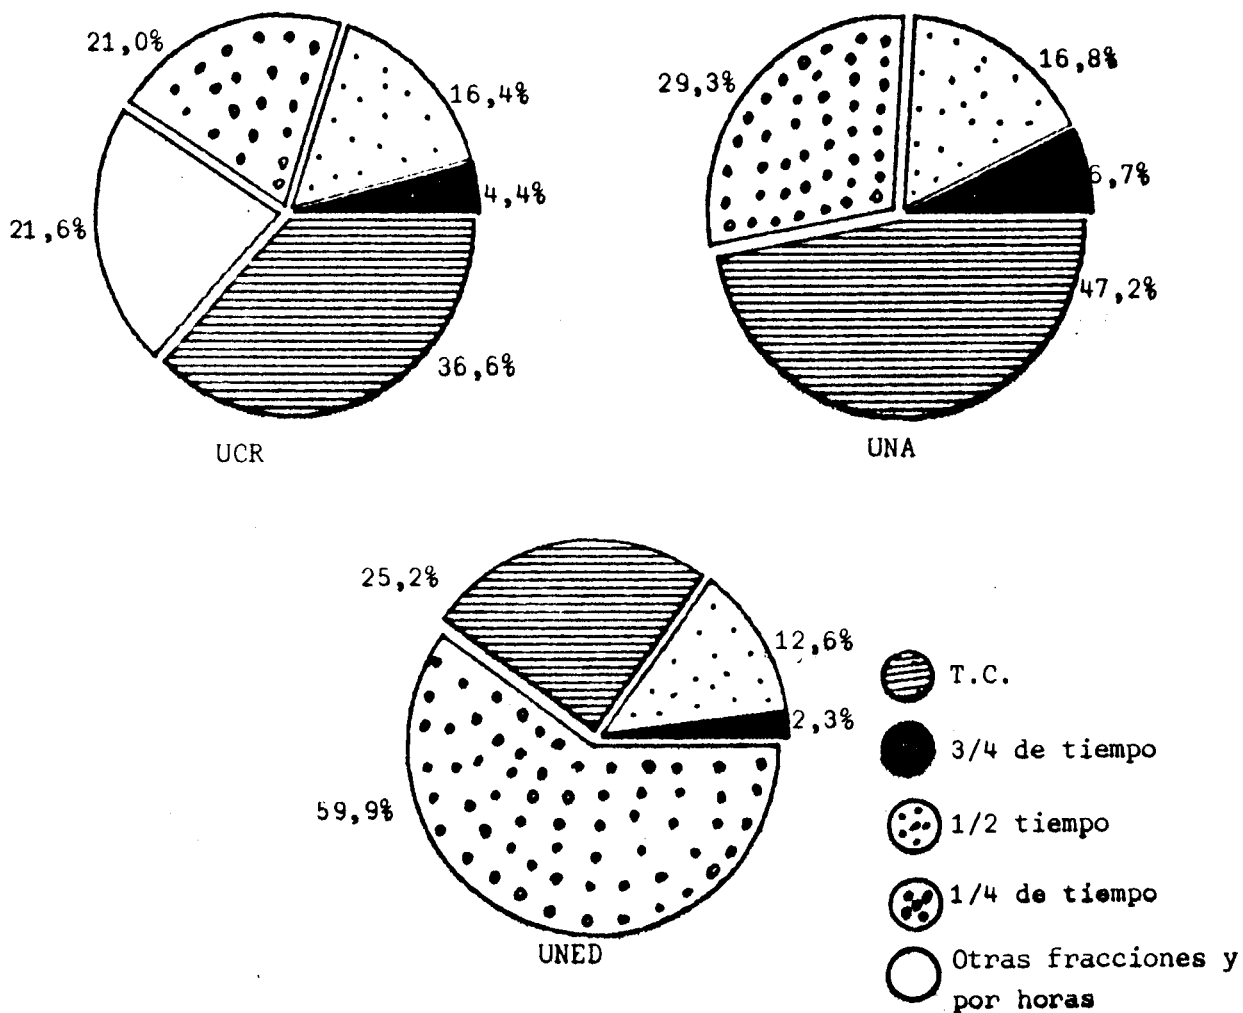 21,0%
16,4%
4,4%
21,6%
36,6%
UCR
29,3%
16,8%
6,7%
47,2%
UNA
25,2%
12,6%
2,3%
59,9%
UNED
T.C.
3/4 de tiempo
1/2 tiempo
1/4 de tiempo
Otras fracciones y
por horas